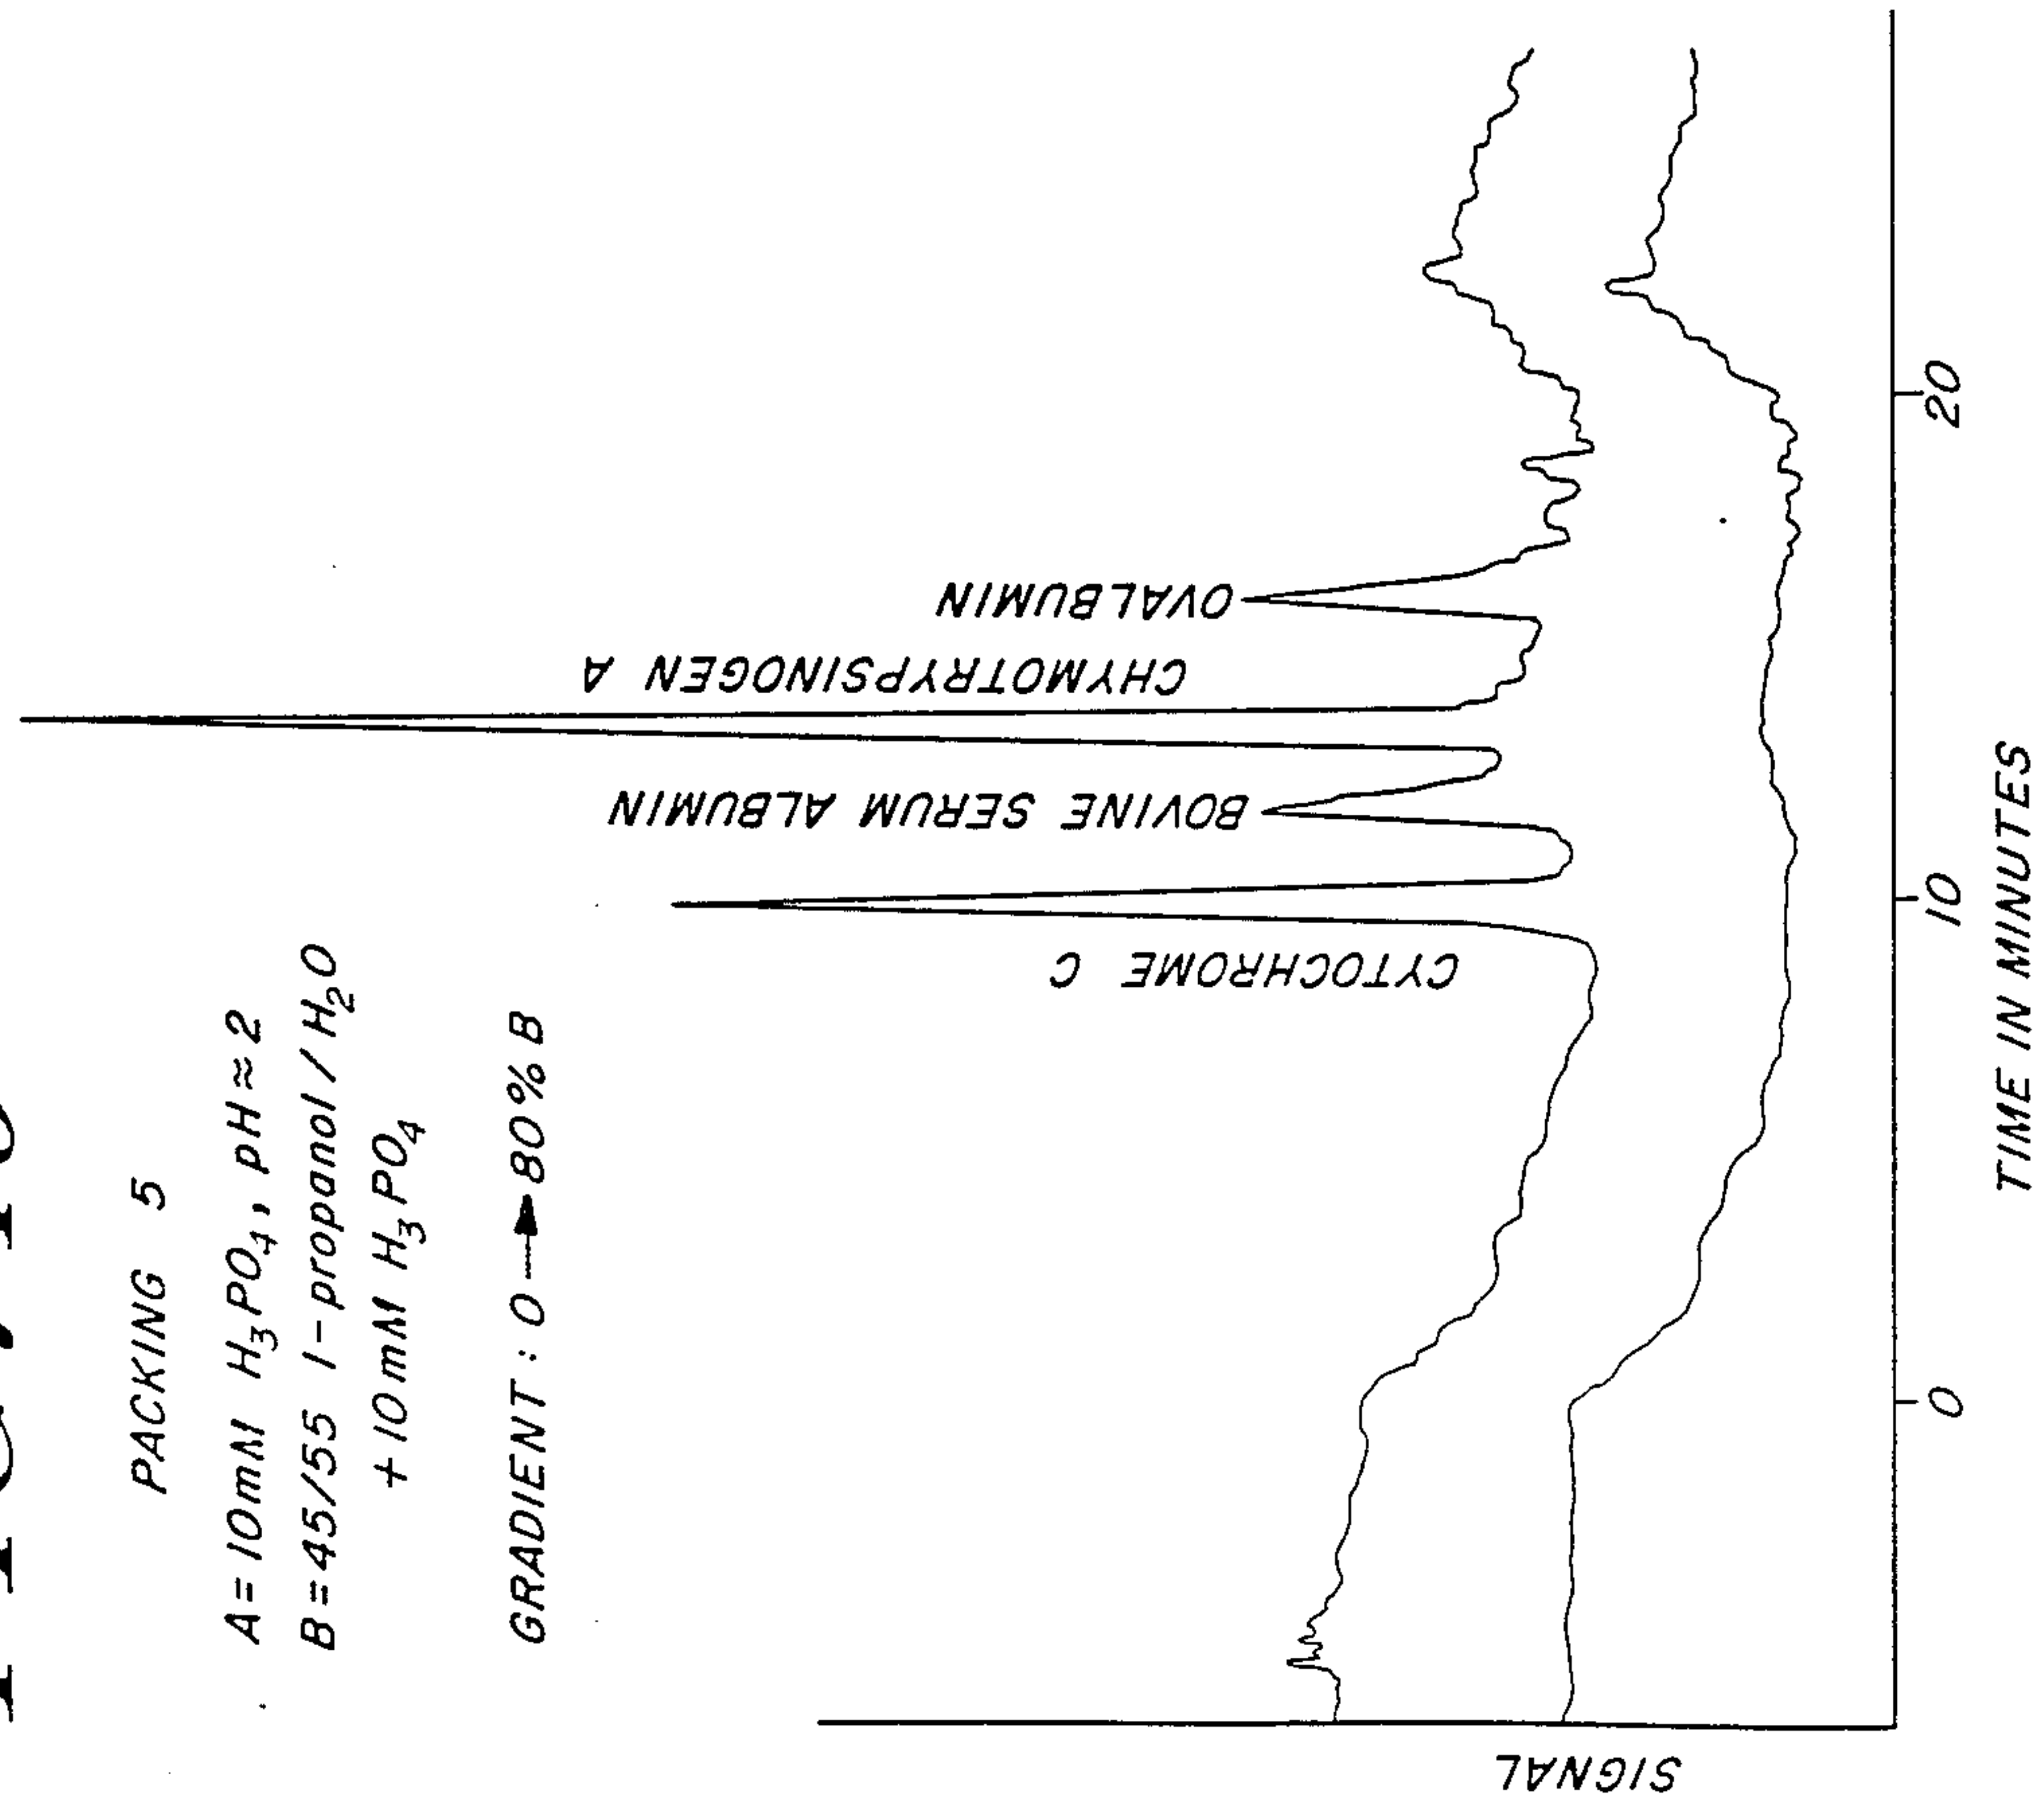 PACKING 5
A=10mM H₃PO₄, pH≈2
B=45/55 1-propanol/H₂O
+10mM H₃PO₄
GRADIENT: 0→80% B
CYTOCHROME C
BOVINE SERUM ALBUMIN
CHYMOTRYPSINOGEN A
OVALBUMIN
SIGNAL
0
10
20
TIME IN MINUTES